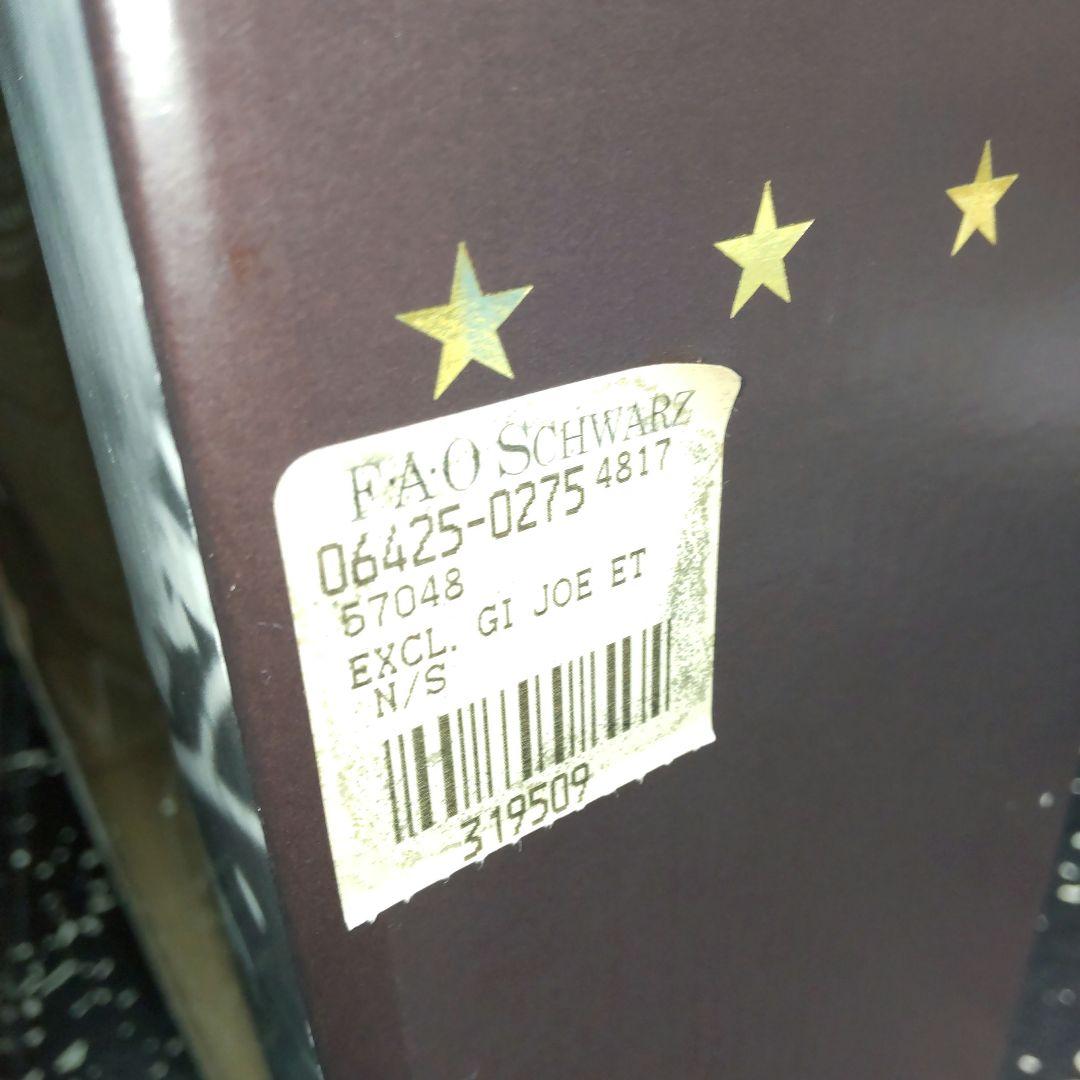 F·A·O SCHWARZ
06425-0275 4817
57048
EXCL. GI JOE ET
N/S
319509